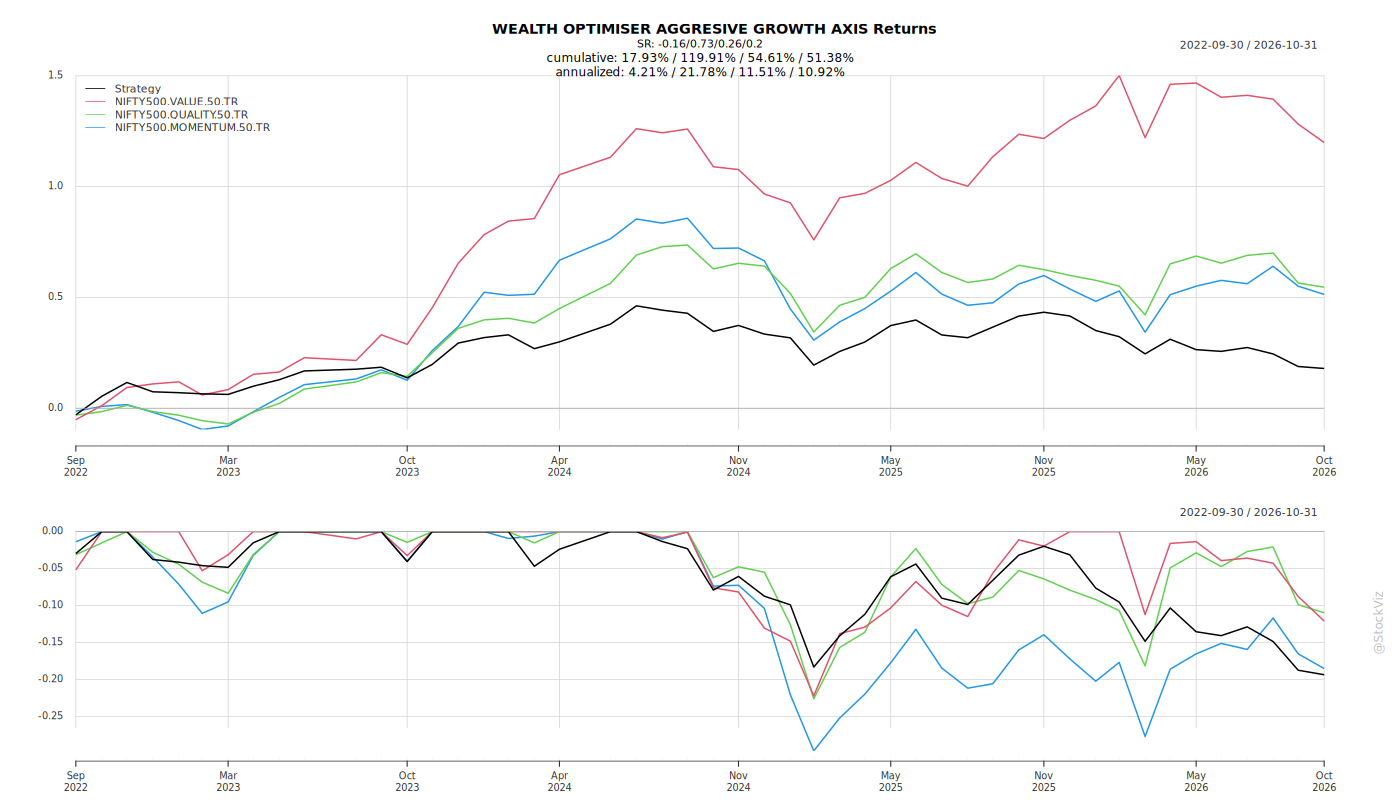 WEALTH OPTIMISER AGGRESIVE GROWTH AXIS Returns
SR: -0.16/0.73/0.26/0.2
cumulative: 17.93% / 119.91% / 54.61% / 51.38%
annualized: 4.21% / 21.78% / 11.51% / 10.92%
2022-09-30 / 2026-10-31
Strategy
NIFTY500.VALUE.50.TR
NIFTY500.QUALITY.50.TR
NIFTY500.MOMENTUM.50.TR
1.5
1.0
0.5
0.0
Sep 2022
Mar 2023
Oct 2023
Apr 2024
Nov 2024
May 2025
Nov 2025
May 2026
Oct 2026
2022-09-30 / 2026-10-31
0.00
-0.05
-0.10
-0.15
-0.20
-0.25
Sep 2022
Mar 2023
Oct 2023
Apr 2024
Nov 2024
May 2025
Nov 2025
May 2026
Oct 2026
@StockViz